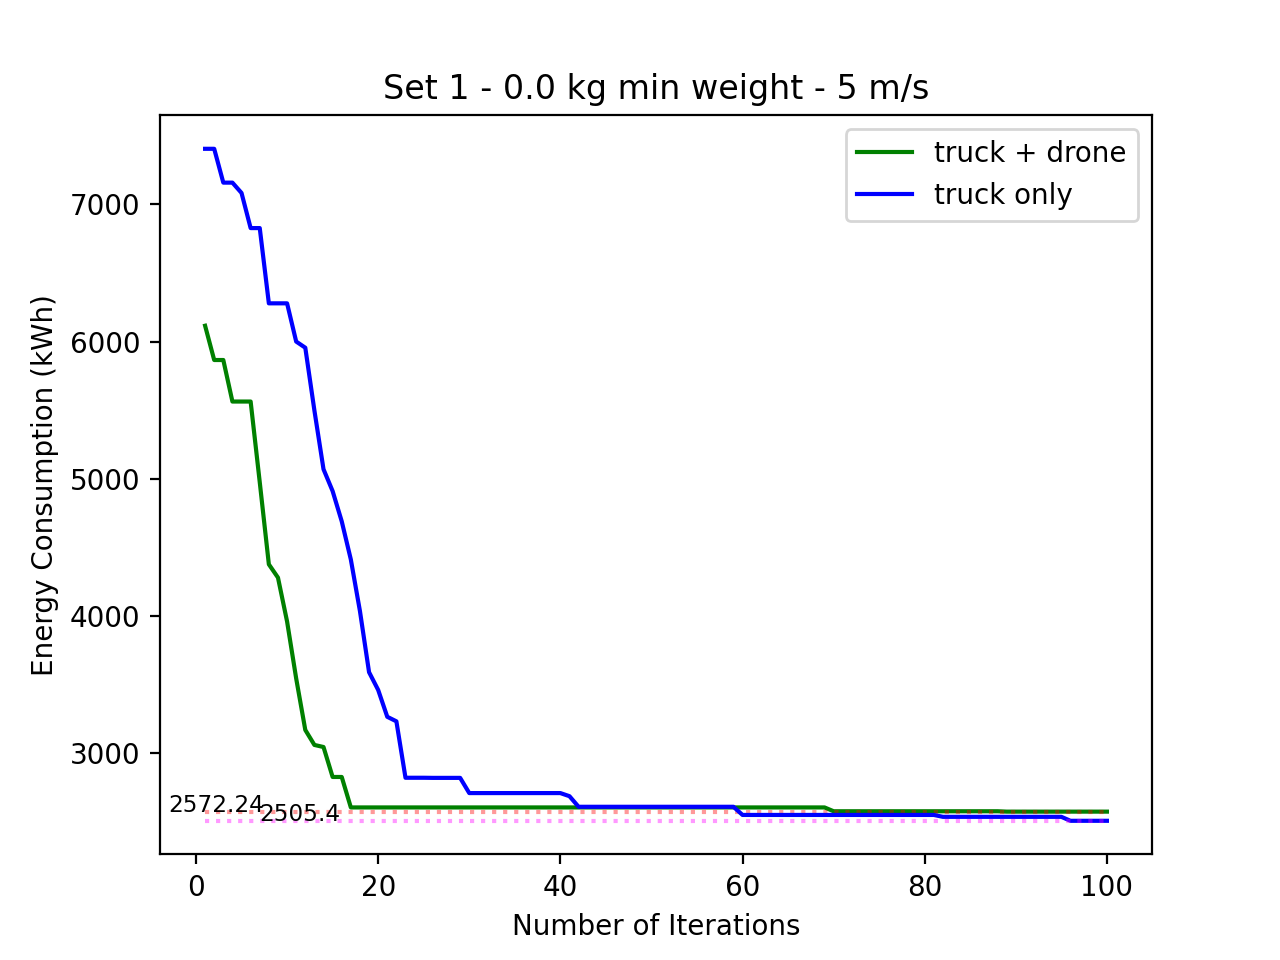 Set 1 - 0.0 kg min weight - 5 m/s
truck + drone
truck only
7000
6000
5000
4000
3000
Energy Consumption (kWh)
2572.24
2505.4
0
20
40
60
80
100
Number of Iterations